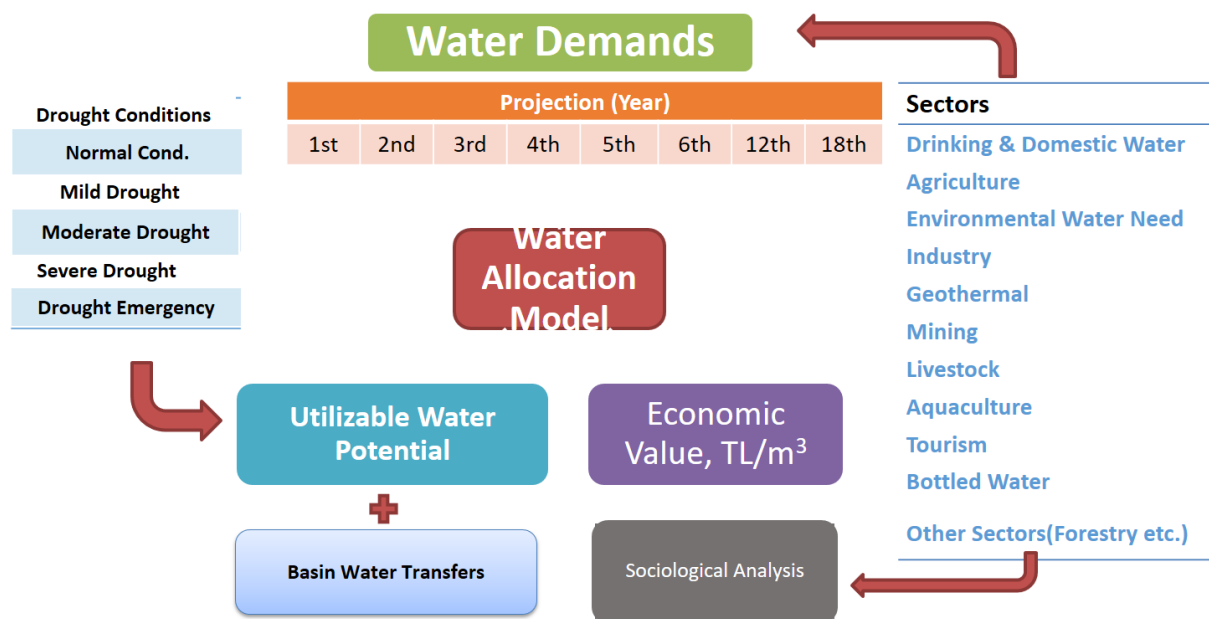 Water Demands
Projection (Year)
1st 2nd 3rd 4th 5th 6th 12th 18th
Drought Conditions
Normal Cond.
Mild Drought
Moderate Drought
Severe Drought
Drought Emergency
Water
Allocation
Model
Sectors
Drinking & Domestic Water
Agriculture
Environmental Water Need
Industry
Geothermal
Mining
Livestock
Aquaculture
Tourism
Bottled Water
Other Sectors(Forestry etc.)
Utilizable Water
Potential
Economic
Value, TL/m³
Basin Water Transfers
Sociological Analysis